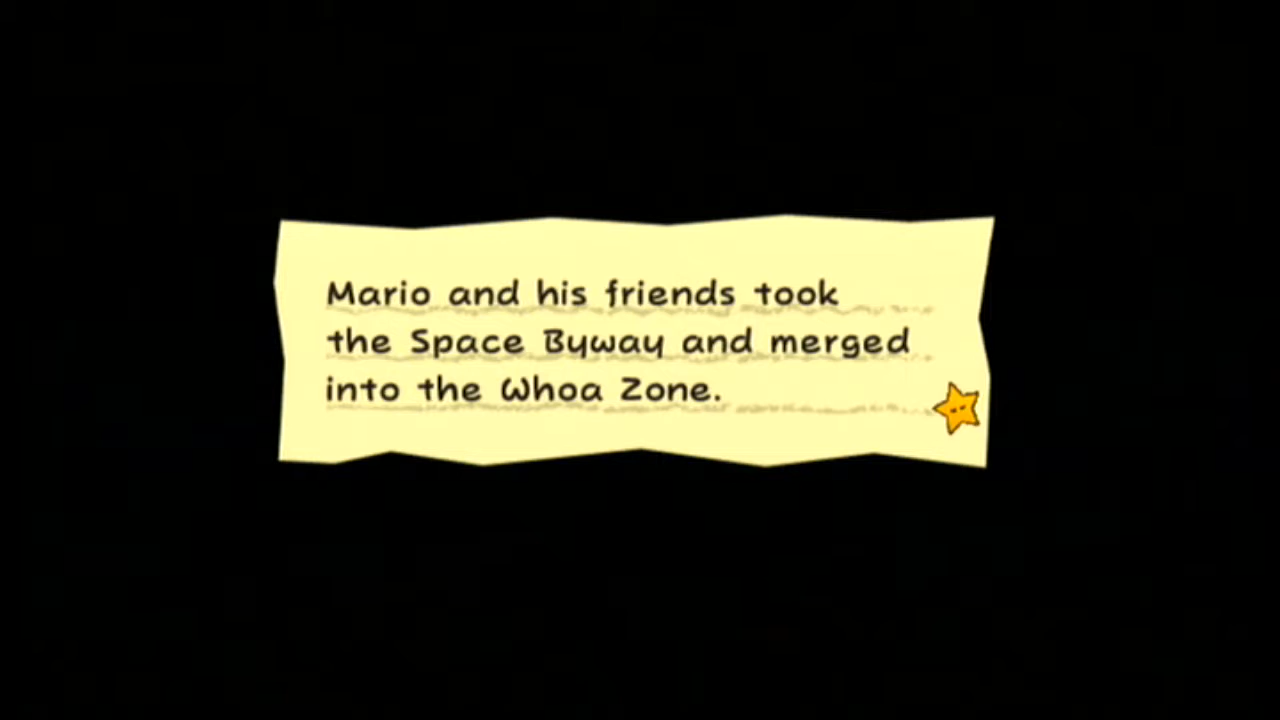 Mario and his friends took
the Space Byway and merged
into the Whoa Zone.